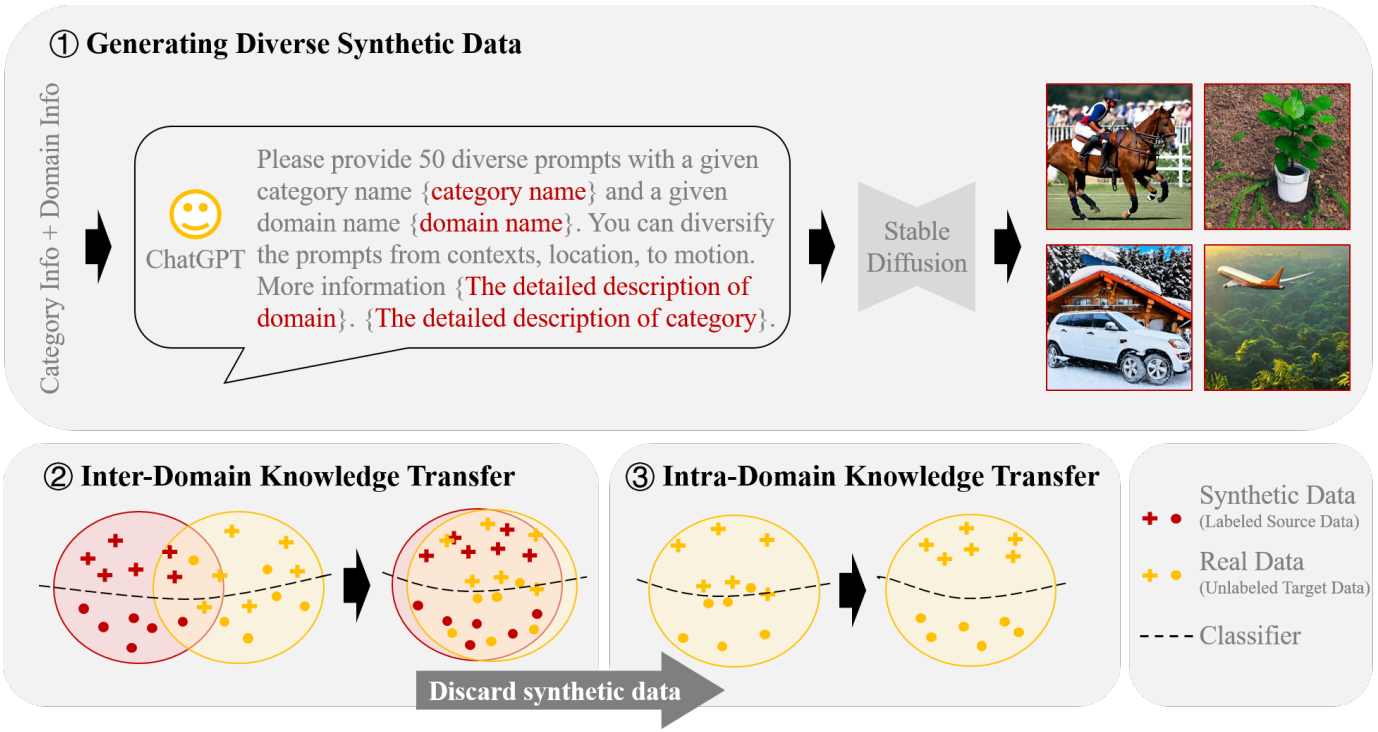 ① Generating Diverse Synthetic Data
Category Info + Domain Info
ChatGPT
Please provide 50 diverse prompts with a given
category name {category name} and a given
domain name {domain name}. You can diversify
the prompts from contexts, location, to motion.
More information {The detailed description of
domain}. {The detailed description of category}.
Stable
Diffusion
② Inter-Domain Knowledge Transfer
③ Intra-Domain Knowledge Transfer
Discard synthetic data
Synthetic Data
(Labeled Source Data)
Real Data
(Unlabeled Target Data)
Classifier